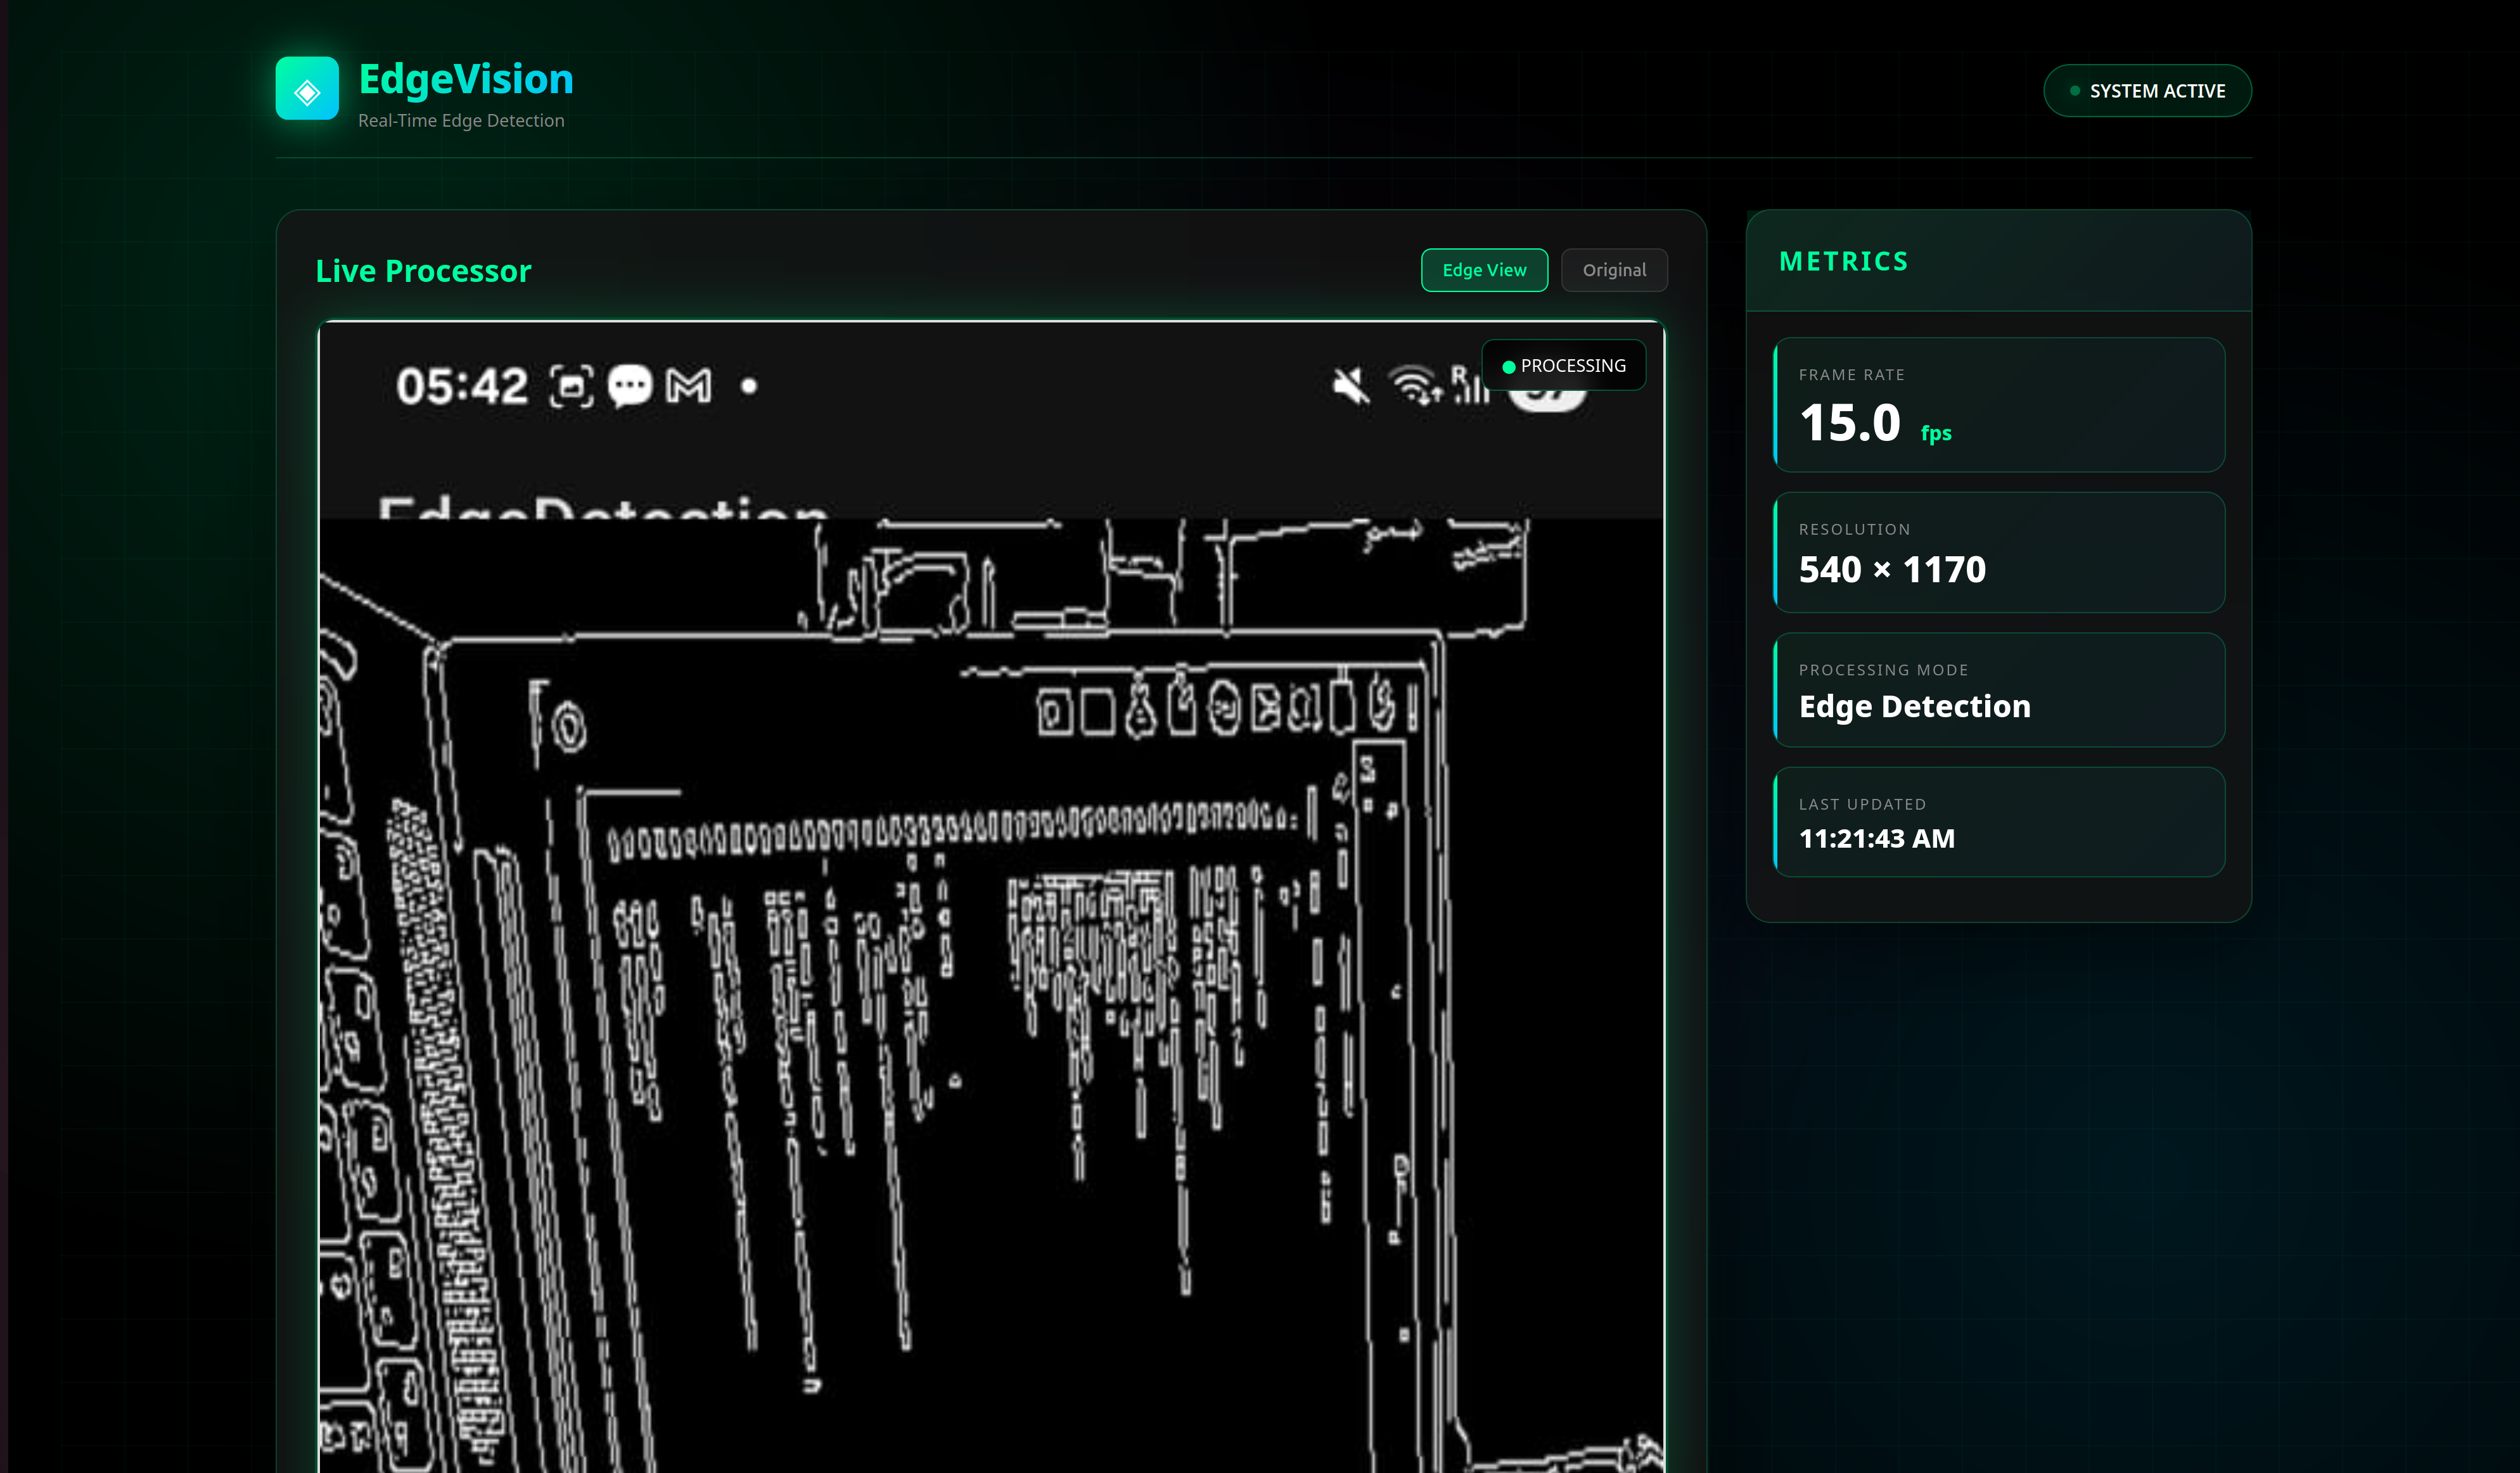 EdgeVision
Real-Time Edge Detection
SYSTEM ACTIVE
Live Processor
Edge View
Original
PROCESSING
05:42
EdgeDetection
METRICS
FRAME RATE
15.0 fps
RESOLUTION
540 × 1170
PROCESSING MODE
Edge Detection
LAST UPDATED
11:21:43 AM